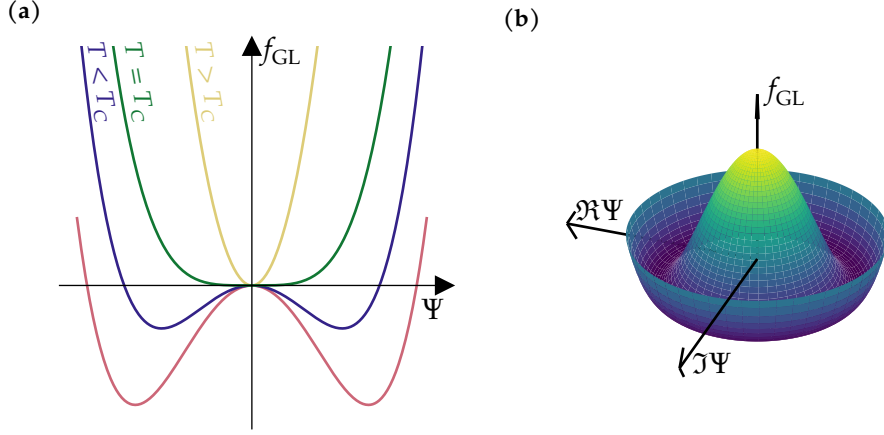 (a)
T < T_C
T = T_C
T > T_C
f_GL
Ψ
(b)
f_GL
ℜΨ
ℑΨ